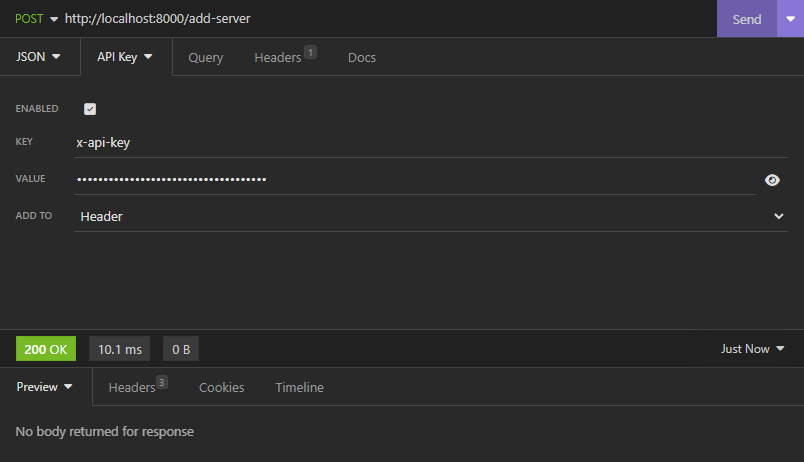 POST http://localhost:8000/add-server Send
JSON API Key Query Headers 1 Docs
ENABLED
KEY x-api-key
VALUE ••••••••••••••••••••••••••••••••••••
ADD TO Header
200 OK 10.1 ms 0 B Just Now
Preview Headers 3 Cookies Timeline
No body returned for response